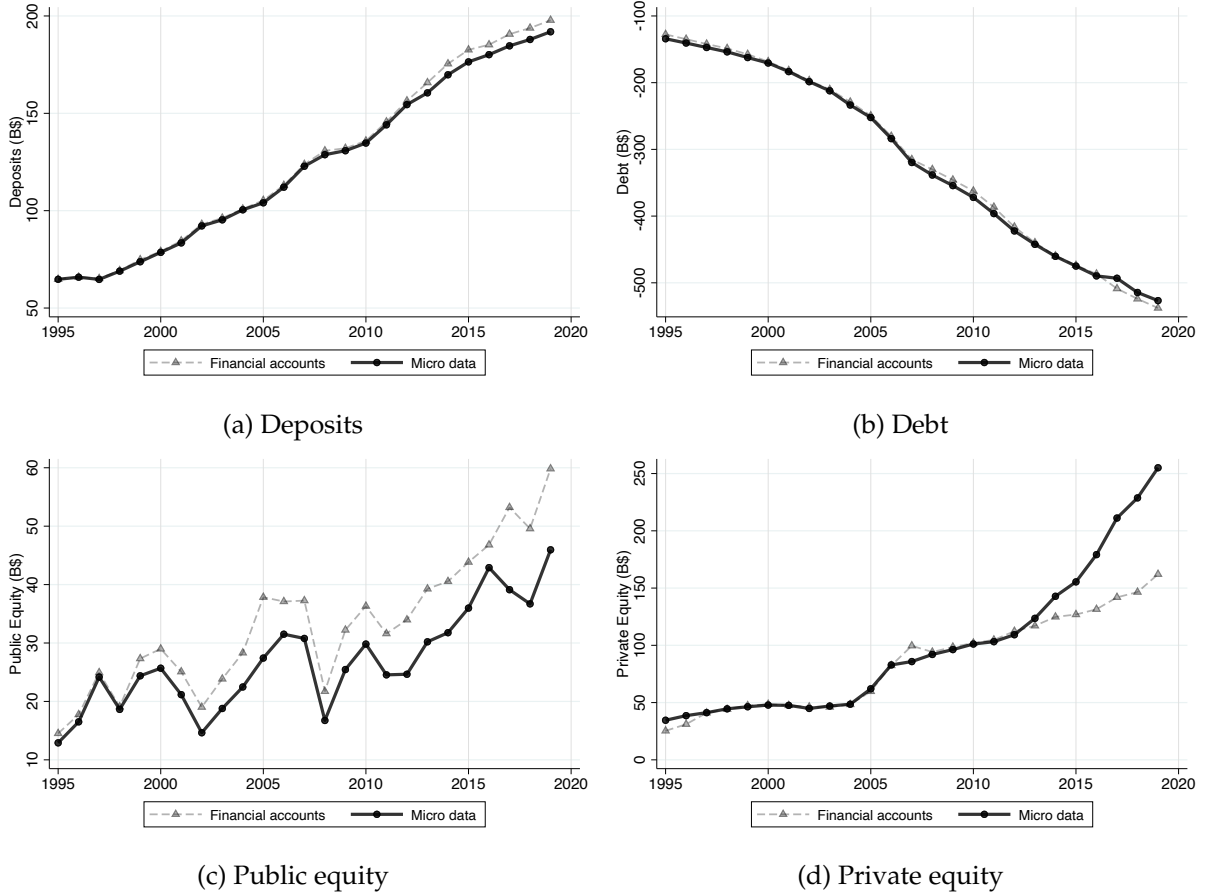 Deposits (B$)
200
150
100
50
1995 2000 2005 2010 2015 2020
Financial accounts Micro data
(a) Deposits
Debt (B$)
-100
-200
-300
-400
-500
1995 2000 2005 2010 2015 2020
Financial accounts Micro data
(b) Debt
Public Equity (B$)
60
50
40
30
20
10
1995 2000 2005 2010 2015 2020
Financial accounts Micro data
(c) Public equity
Private Equity (B$)
250
200
150
100
50
0
1995 2000 2005 2010 2015 2020
Financial accounts Micro data
(d) Private equity